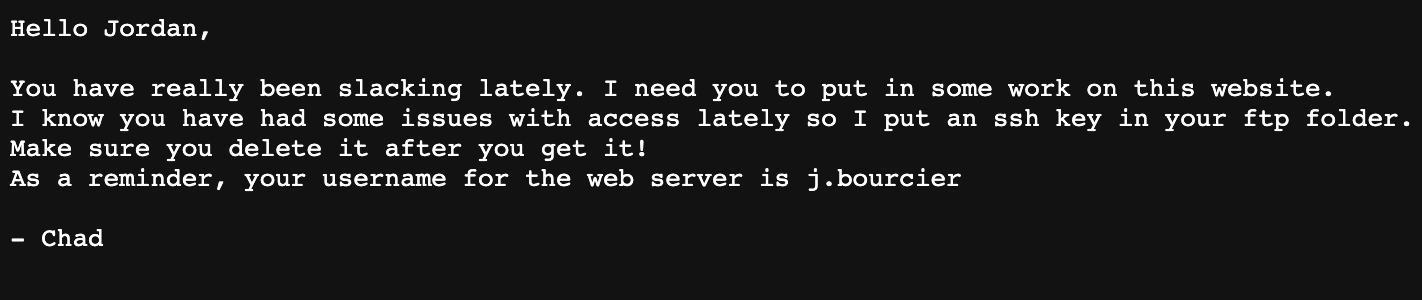 Hello Jordan,
You have really been slacking lately. I need you to put in some work on this website.
I know you have had some issues with access lately so I put an ssh key in your ftp folder.
Make sure you delete it after you get it!
As a reminder, your username for the web server is j.bourcier
- Chad